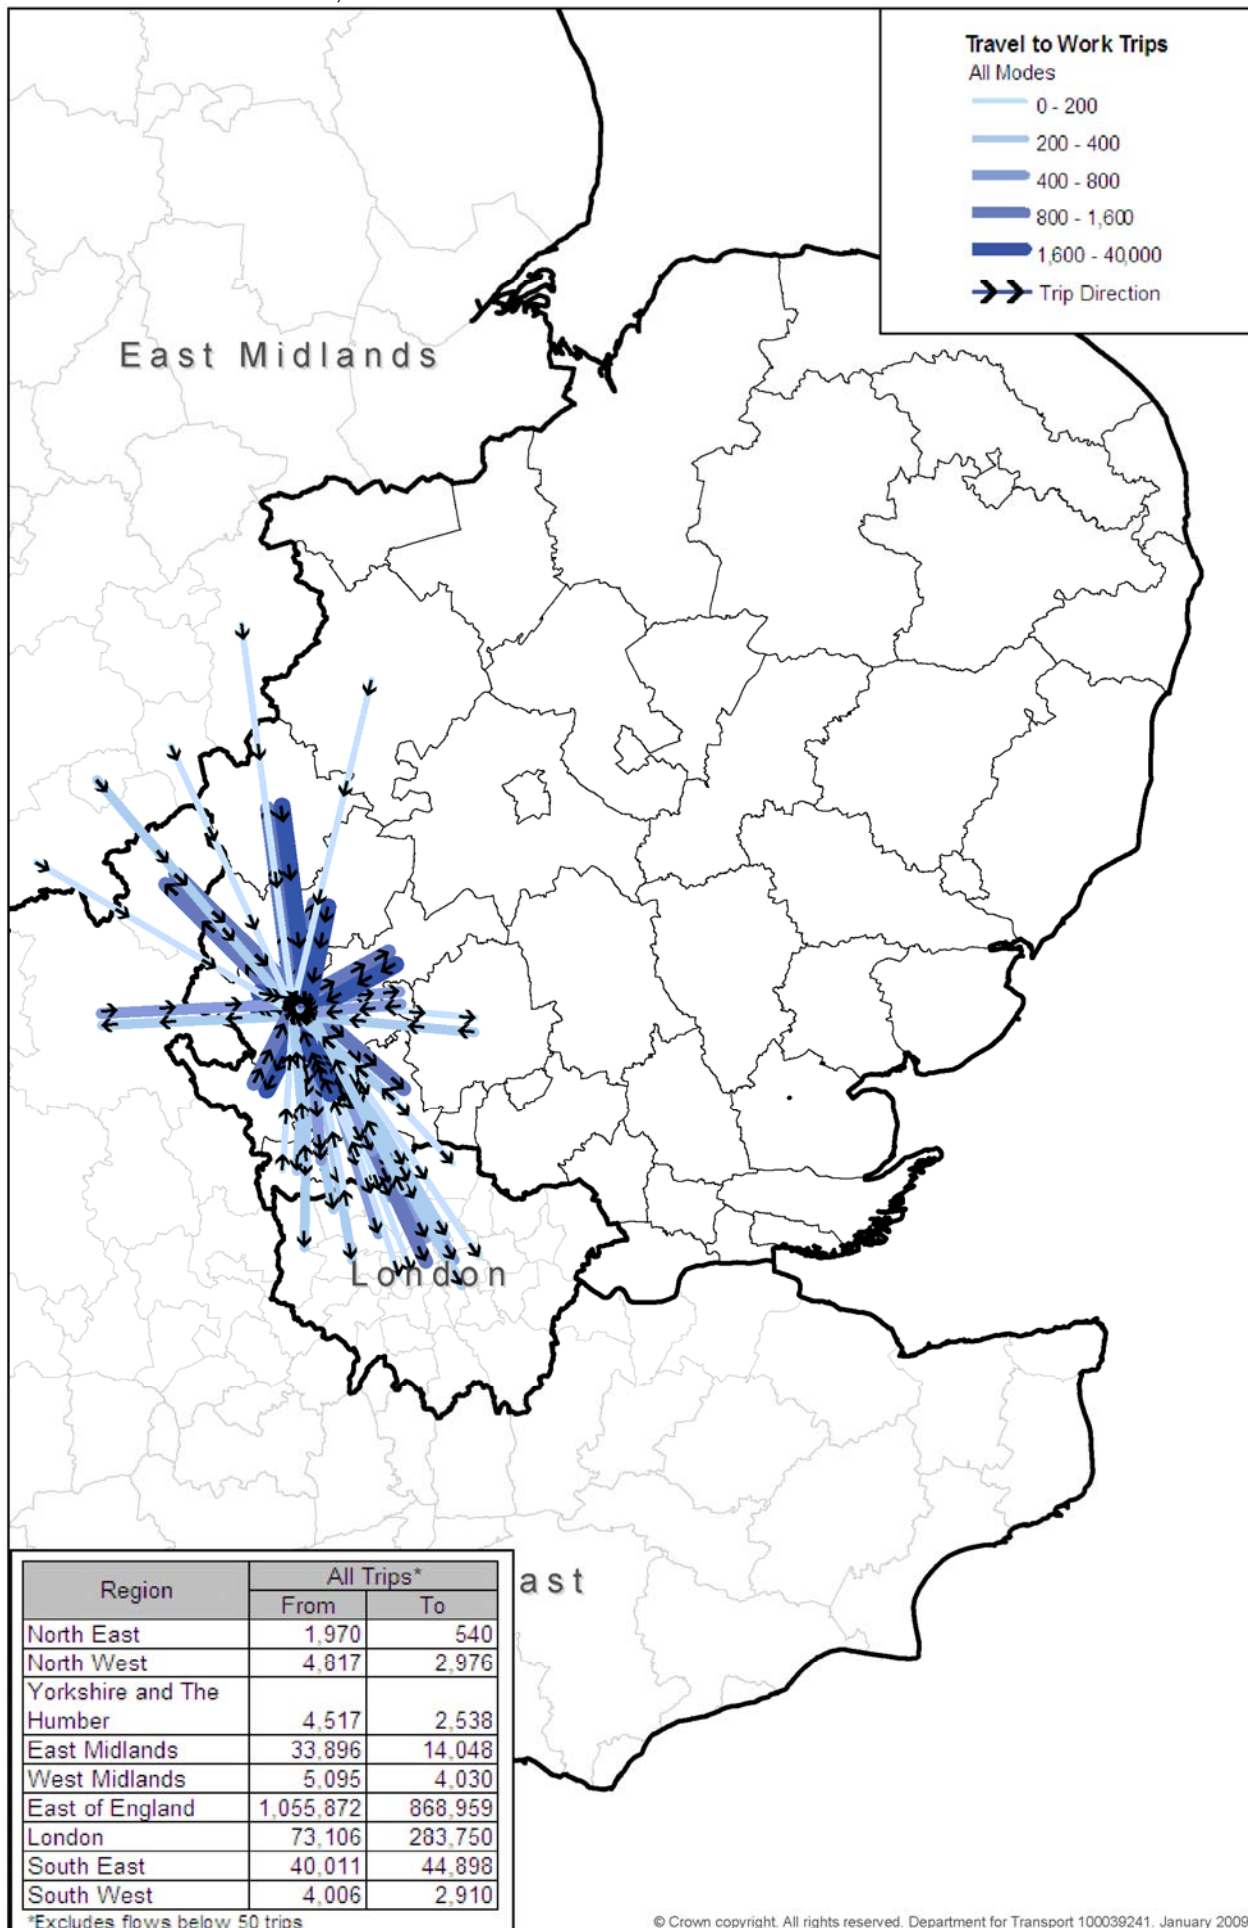 Travel to Work Trips
All Modes
0 - 200
200 - 400
400 - 800
800 - 1,600
1,600 - 40,000
Trip Direction
East Midlands
London
ast
Region All Trips*
From To
North East 1,970 540
North West 4,817 2,976
Yorkshire and The
Humber 4,517 2,538
East Midlands 33,896 14,048
West Midlands 5,095 4,030
East of England 1,055,872 868,959
London 73,106 283,750
South East 40,011 44,898
South West 4,006 2,910
*Excludes flows below 50 trips
© Crown copyright. All rights reserved. Department for Transport 100039241. January 2009